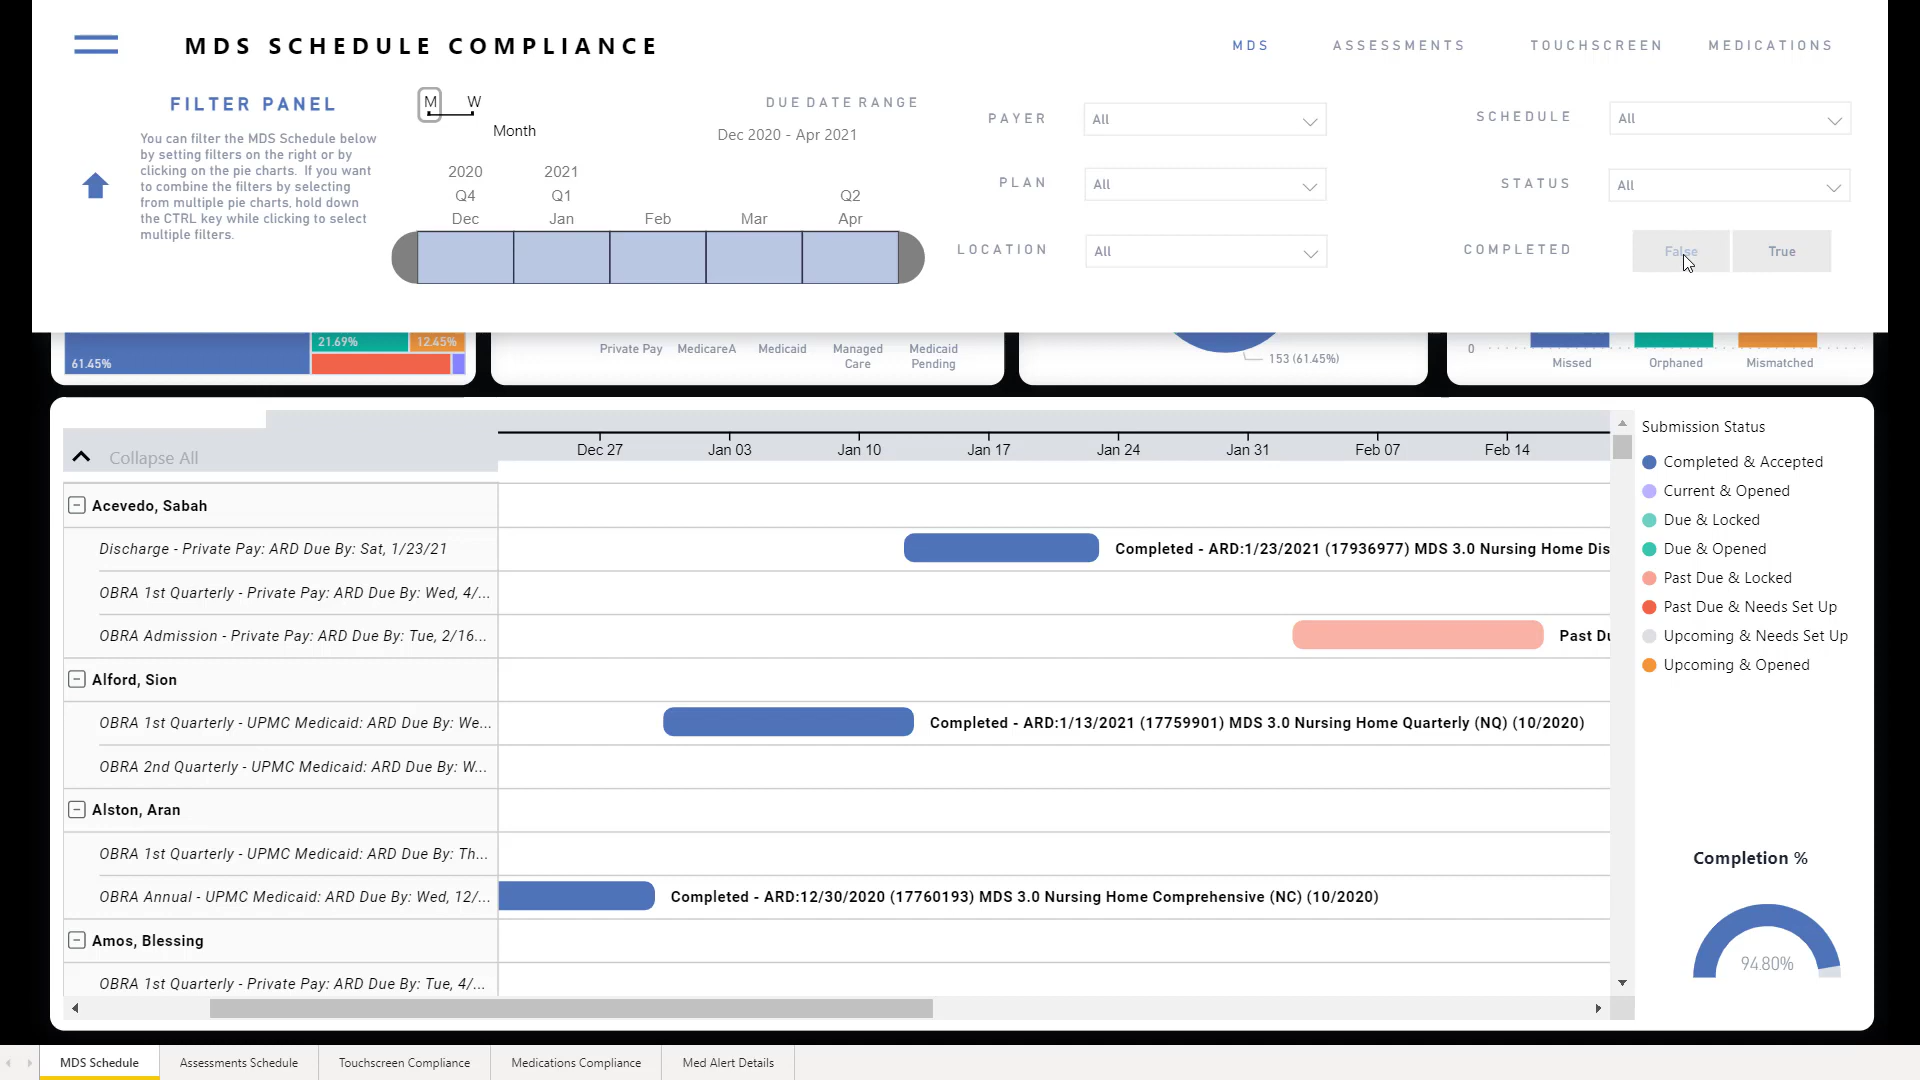 MDS SCHEDULE COMPLIANCE
MDS
ASSESSMENTS
TOUCHSCREEN
MEDICATIONS
FILTER PANEL
You can filter the MDS Schedule below
by setting filters on the right or by
clicking on the pie charts. If you want
to combine the filters by selecting
from multiple pie charts, hold down
the CTRL key while clicking to select
multiple filters.
M W
Month
DUE DATE RANGE
Dec 2020 - Apr 2021
2020 2021
Q4 Q1 Q2
Dec Jan Feb Mar Apr
PAYER All
PLAN All
LOCATION All
SCHEDULE All
STATUS All
COMPLETED False True
61.45%
21.69%
12.45%
Private Pay
MedicareA
Medicaid
Managed
Care
Medicaid
Pending
153 (61.45%)
0
Missed
Orphaned
Mismatched
Collapse All
Dec 27 Jan 03 Jan 10 Jan 17 Jan 24 Jan 31 Feb 07 Feb 14
Acevedo, Sabah
Discharge - Private Pay: ARD Due By: Sat, 1/23/21
Completed - ARD:1/23/2021 (17936977) MDS 3.0 Nursing Home Dis
OBRA 1st Quarterly - Private Pay: ARD Due By: Wed, 4/...
OBRA Admission - Private Pay: ARD Due By: Tue, 2/16...
Past Du
Alford, Sion
OBRA 1st Quarterly - UPMC Medicaid: ARD Due By: We...
Completed - ARD:1/13/2021 (17759901) MDS 3.0 Nursing Home Quarterly (NQ) (10/2020)
OBRA 2nd Quarterly - UPMC Medicaid: ARD Due By: W...
Alston, Aran
OBRA 1st Quarterly - UPMC Medicaid: ARD Due By: Th...
OBRA Annual - UPMC Medicaid: ARD Due By: Wed, 12/...
Completed - ARD:12/30/2020 (17760193) MDS 3.0 Nursing Home Comprehensive (NC) (10/2020)
Amos, Blessing
OBRA 1st Quarterly - Private Pay: ARD Due By: Tue, 4/...
Submission Status
Completed & Accepted
Current & Opened
Due & Locked
Due & Opened
Past Due & Locked
Past Due & Needs Set Up
Upcoming & Needs Set Up
Upcoming & Opened
Completion %
94.80%
MDS Schedule
Assessments Schedule
Touchscreen Compliance
Medications Compliance
Med Alert Details